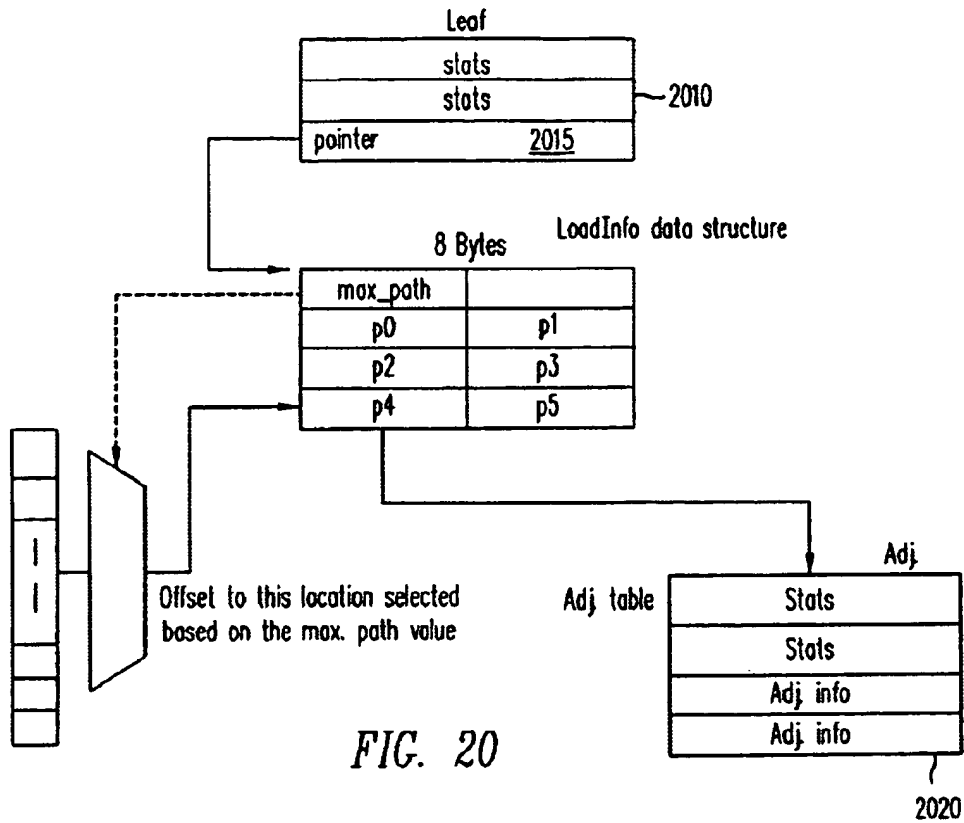 Leaf
stats
stats
2010
pointer 2015
LoadInfo data structure
8 Bytes
max_path
p0 p1
p2 p3
p4 p5
Offset to this location selected
based on the max. path value
Adj.
Adj. table
Stats
Stats
Adj. info
Adj. info
2020
FIG. 20